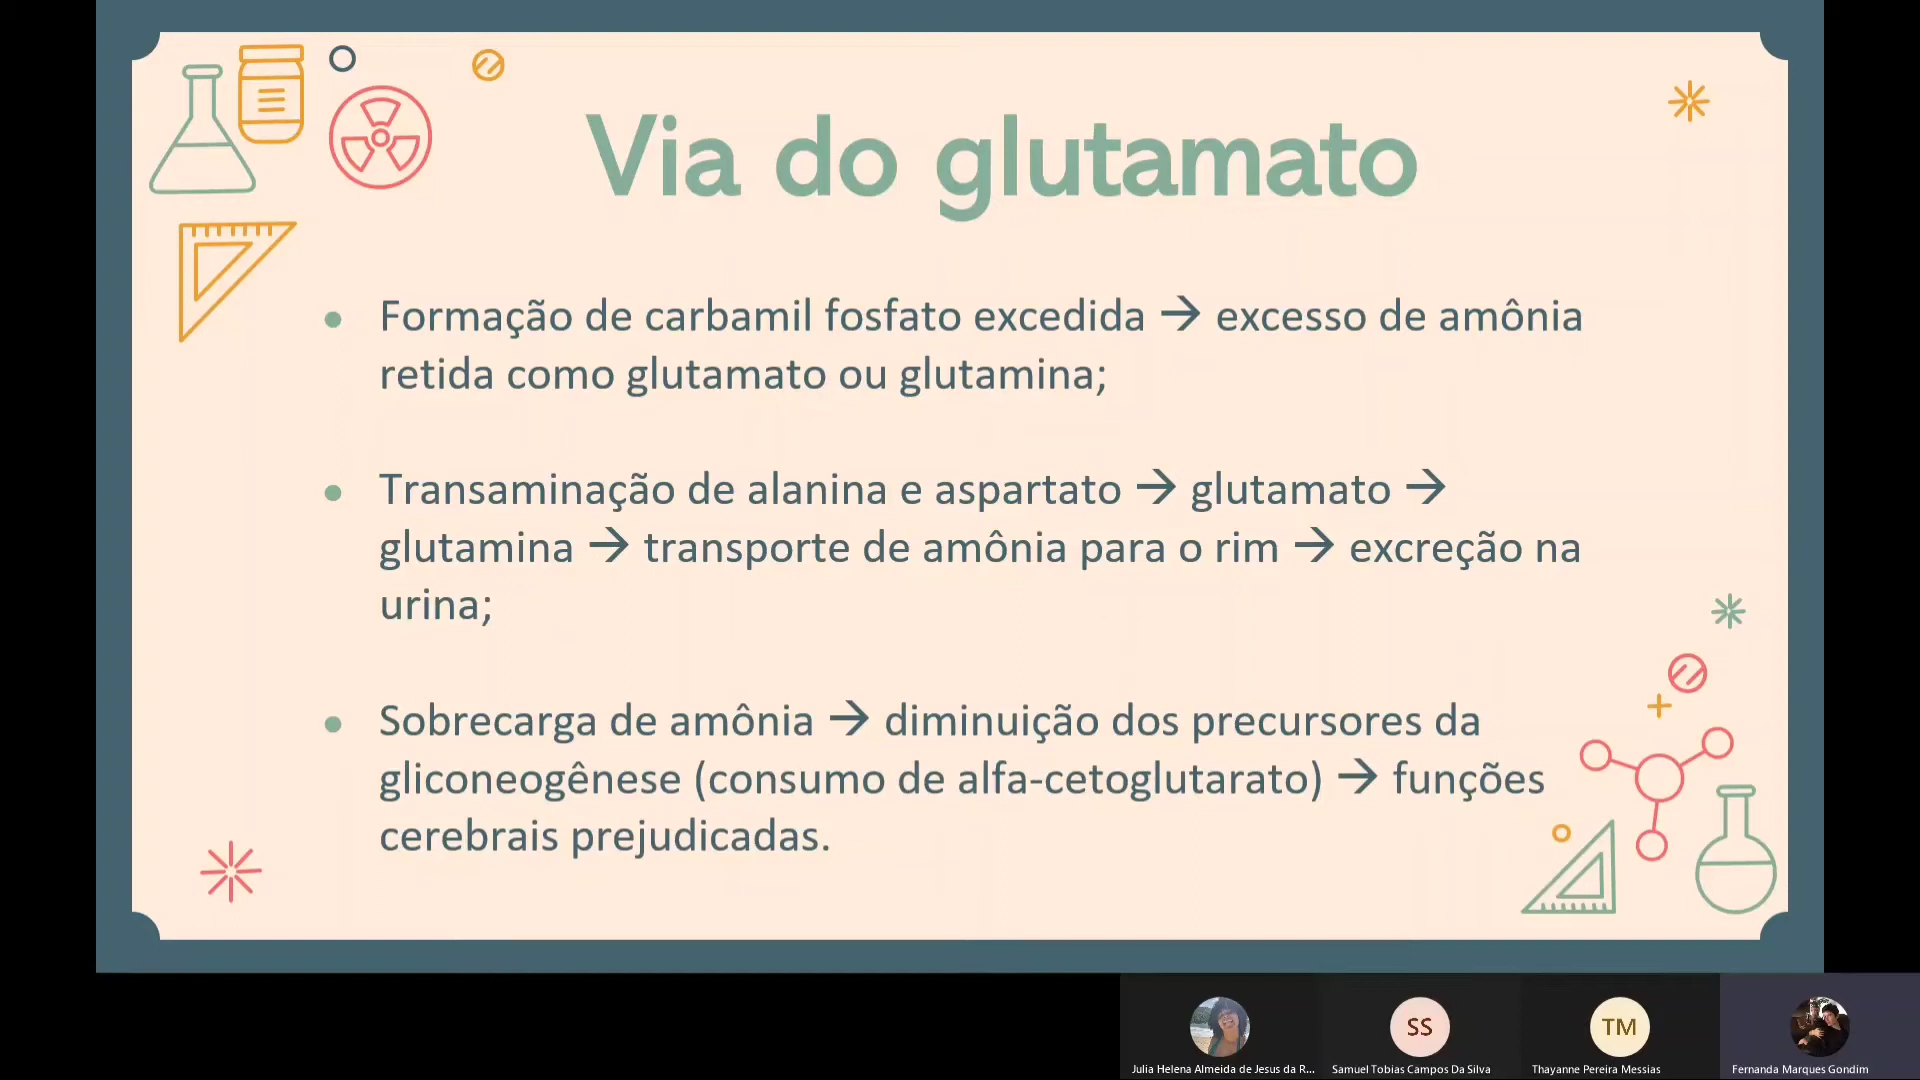 Via do glutamato
Formação de carbamil fosfato excedida → excesso de amônia
retida como glutamato ou glutamina;
Transaminação de alanina e aspartato → glutamato →
glutamina → transporte de amônia para o rim → excreção na
urina;
Sobrecarga de amônia → diminuição dos precursores da
gliconeogênese (consumo de alfa-cetoglutarato) → funções
cerebrais prejudicadas.
SS
TM
Julia Helena Almeida de Jesus da R...
Samuel Tobias Campos Da Silva
Thayanne Pereira Messias
Fernanda Marques Gondim